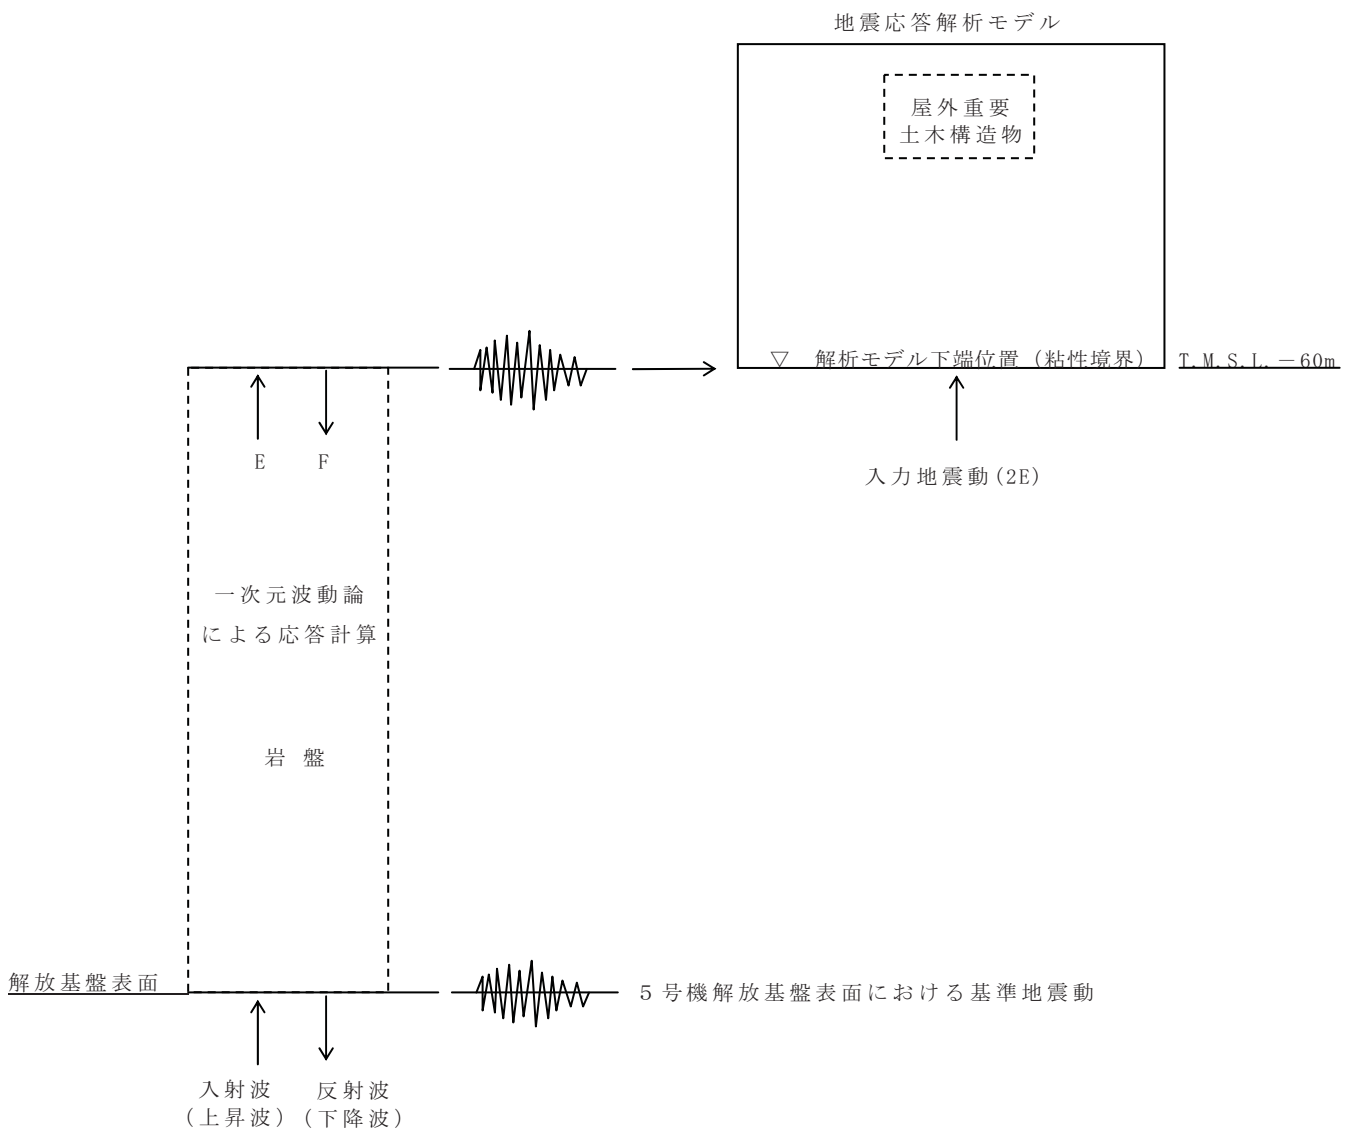 地震応答解析モデル
屋外重要
土木構造物
▽ 解析モデル下端位置（粘性境界） T.M.S.L.－60m
E F
入力地震動(2E)
一次元波動論
による応答計算
岩 盤
解放基盤表面
5号機解放基盤表面における基準地震動
入射波 反射波
(上昇波) (下降波)